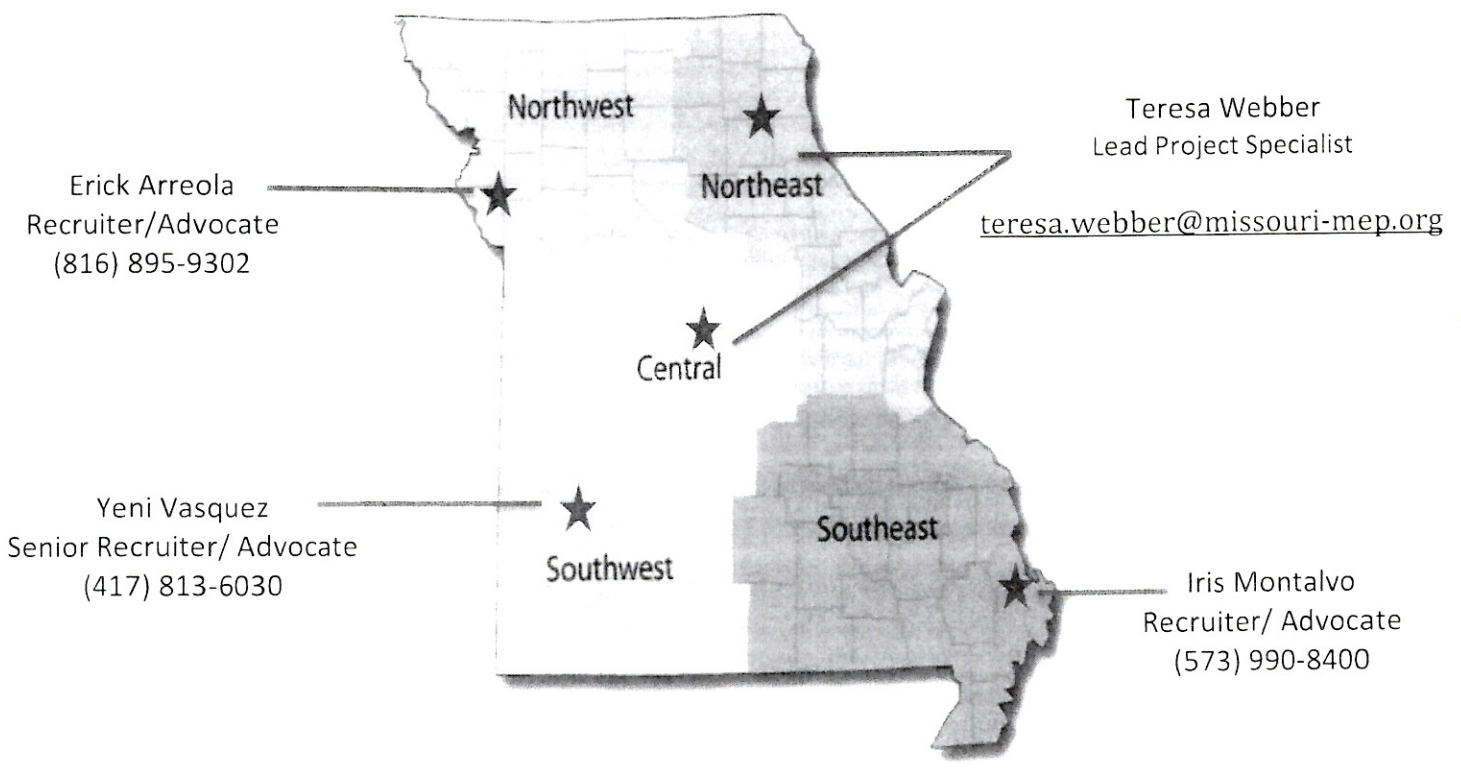 Northwest
Teresa Webber
Lead Project Specialist
Erick Arreola
Recruiter/Advocate
(816) 895-9302
Northeast
teresa.webber@missouri-mep.org
Central
Yeni Vasquez
Senior Recruiter/ Advocate
(417) 813-6030
Southwest
Southeast
Iris Montalvo
Recruiter/ Advocate
(573) 990-8400